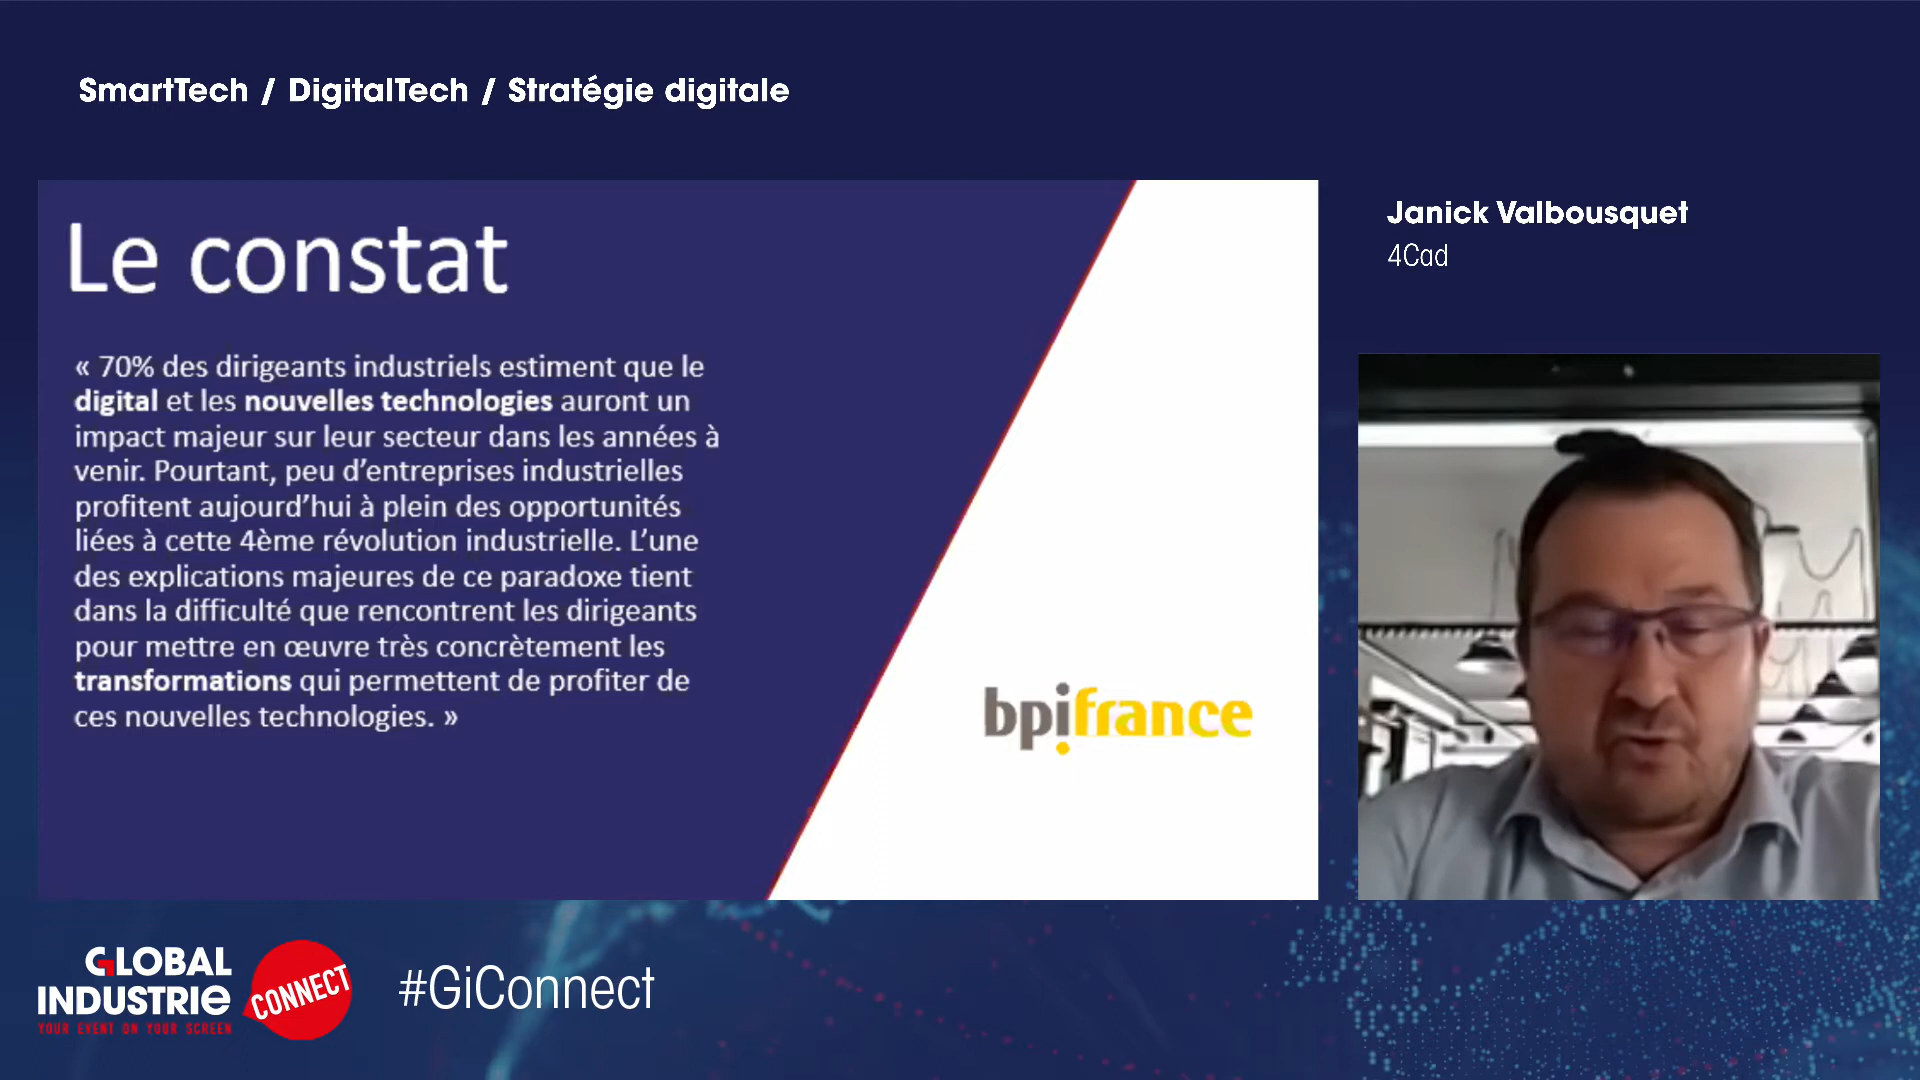 SmartTech / DigitalTech / Stratégie digitale
Le constat
« 70% des dirigeants industriels estiment que le
digital et les nouvelles technologies auront un
impact majeur sur leur secteur dans les années à
venir. Pourtant, peu d’entreprises industrielles
profitent aujourd’hui à plein des opportunités
liées à cette 4ème révolution industrielle. L’une
des explications majeures de ce paradoxe tient
dans la difficulté que rencontrent les dirigeants
pour mettre en œuvre très concrètement les
transformations qui permettent de profiter de
ces nouvelles technologies. »
bpifrance
Janick Valbousquet
4Cad
GLOBAL
INDUSTRIE
YOUR EVENT ON YOUR SCREEN
CONNECT
#GiConnect